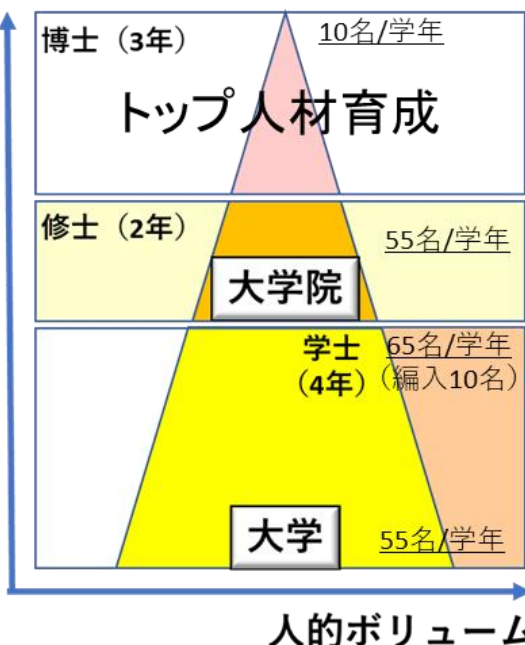 博士（3年）
10名/学年
トップ人材育成
修士（2年）
55名/学年
大学院
学士
（4年）
65名/学年
（編入10名）
大学
55名/学年
人的ボリューム